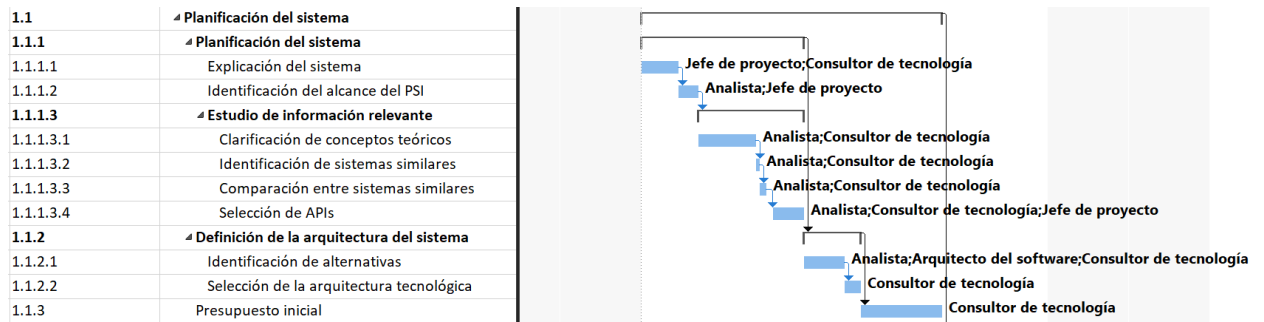 1.1 Planificación del sistema
1.1.1 Planificación del sistema
1.1.1.1 Explicación del sistema Jefe de proyecto;Consultor de tecnología
1.1.1.2 Identificación del alcance del PSI Analista;Jefe de proyecto
1.1.1.3 Estudio de información relevante
1.1.1.3.1 Clarificación de conceptos teóricos Analista;Consultor de tecnología
1.1.1.3.2 Identificación de sistemas similares Analista;Consultor de tecnología
1.1.1.3.3 Comparación entre sistemas similares Analista;Consultor de tecnología
1.1.1.3.4 Selección de APIs Analista;Consultor de tecnología;Jefe de proyecto
1.1.2 Definición de la arquitectura del sistema
1.1.2.1 Identificación de alternativas Analista;Arquitecto del software;Consultor de tecnología
1.1.2.2 Selección de la arquitectura tecnológica Consultor de tecnología
1.1.3 Presupuesto inicial Consultor de tecnología